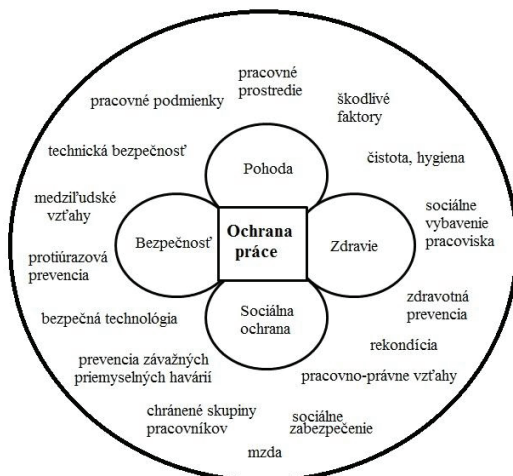 pracovné
prostredie
pracovné podmienky
škodlivé
faktory
technická bezpečnosť
čistota, hygiena
Pohoda
medziľudské
vzťahy
sociálne
vybavenie
pracoviska
Bezpečnosť
Ochrana
práce
Zdravie
protiúrazová
prevencia
zdravotná
prevencia
Sociálna
ochrana
bezpečná technológia
rekondícia
prevencia závažných
priemyselných havárií
pracovno-právne vzťahy
chránené skupiny
pracovníkov
sociálne
zabezpečenie
mzda